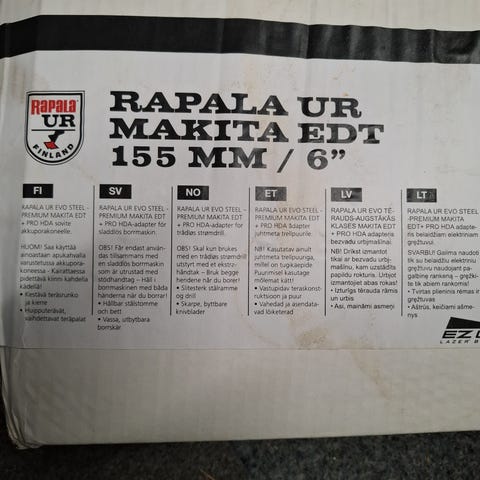 RAPALA UR
MAKITA EDT
155 MM / 6”
Rapala
UR
FINLAND
FI
RAPALA UR EVO STEEL -
PREMIUM MAKITA EDT
+ PRO HDA sovite
akkuporakoneelle.
HUOM! Saa käyttää
ainoastaan apukahvalla
varustetussa akkupora-
koneessa - Kairattaessa
pidettävä kiinni kahdella
kädellä!
• Kestävä teräsrunko
ja kierre
• Huipputerävät,
vaihdettavat teräpalat
SV
RAPALA UR EVO STEEL -
PREMIUM MAKITA EDT
+ PRO HDA-adapter för
sladdlös borrmaskin.
OBS! Får endast använ-
das tillsammans med
en sladdlös borrmaskin
som är utrustad med
stödhandtag – Håll i
borrmaskinen med båda
händerna när du borrar!
• Hållbar stålstomme
och bett
• Vassa, utbytbara
borrskär
NO
RAPALA UR EVO STEEL -
PREMIUM MAKITA EDT
+ PRO HDA-adapter for
trådløs strømdrill.
OBS! Skal kun brukes
med en trådløs strømdrill
utstyrt med et ekstra-
håndtak – Bruk begge
hendene når du borer!
• Slitesterk stålramme
og drill
• Skarpe, byttbare
knivblader
ET
RAPALA UR EVO STEEL -
PREMIUM MAKITA EDT
+ PRO HDA-adapter
juhtmeta trellpuurile.
NB! Kasutatav ainult
juhtmeta trellpuuriga,
millel on tugikäepide
Puurimisel kasutage
mõlemat kätt!
• Vastupidav teraskonst-
ruktsioon ja puur
• Vahedad ja asendata-
vad lõiketerad
LV
RAPALA UR EVO TĒ-
RAUDS-AUGSTĀKĀS
KLASES MAKITA EDT
+ PRO HDA adapteris
bezvadu urbjmašīnai.
NB! Drīkst izmantot
tikai ar bezvadu urbj-
mašīnu, kam uzstādīts
papildu rokturis. Urbjot
izmantojiet abas rokas!
• Izturīgs tērauda rāmis
un urbis
• Asi, maināmi asmeņi
LT
RAPALA UR EVO STEEL
-PREMIUM MAKITA
EDT+ PRO HDA adapte-
ris belaidžiam elektriniam
gręžtuvui.
SVARBU! Galima naudoti
tik su belaidžiu elektriniu
gręžtuvu naudojant pa-
galbinę rankeną – gręžki-
te tik abiem rankomis!
• Tvirtas plieninis rėmas ir
gręžtuvas
• Aštrūs, keičiami ašme-
nys